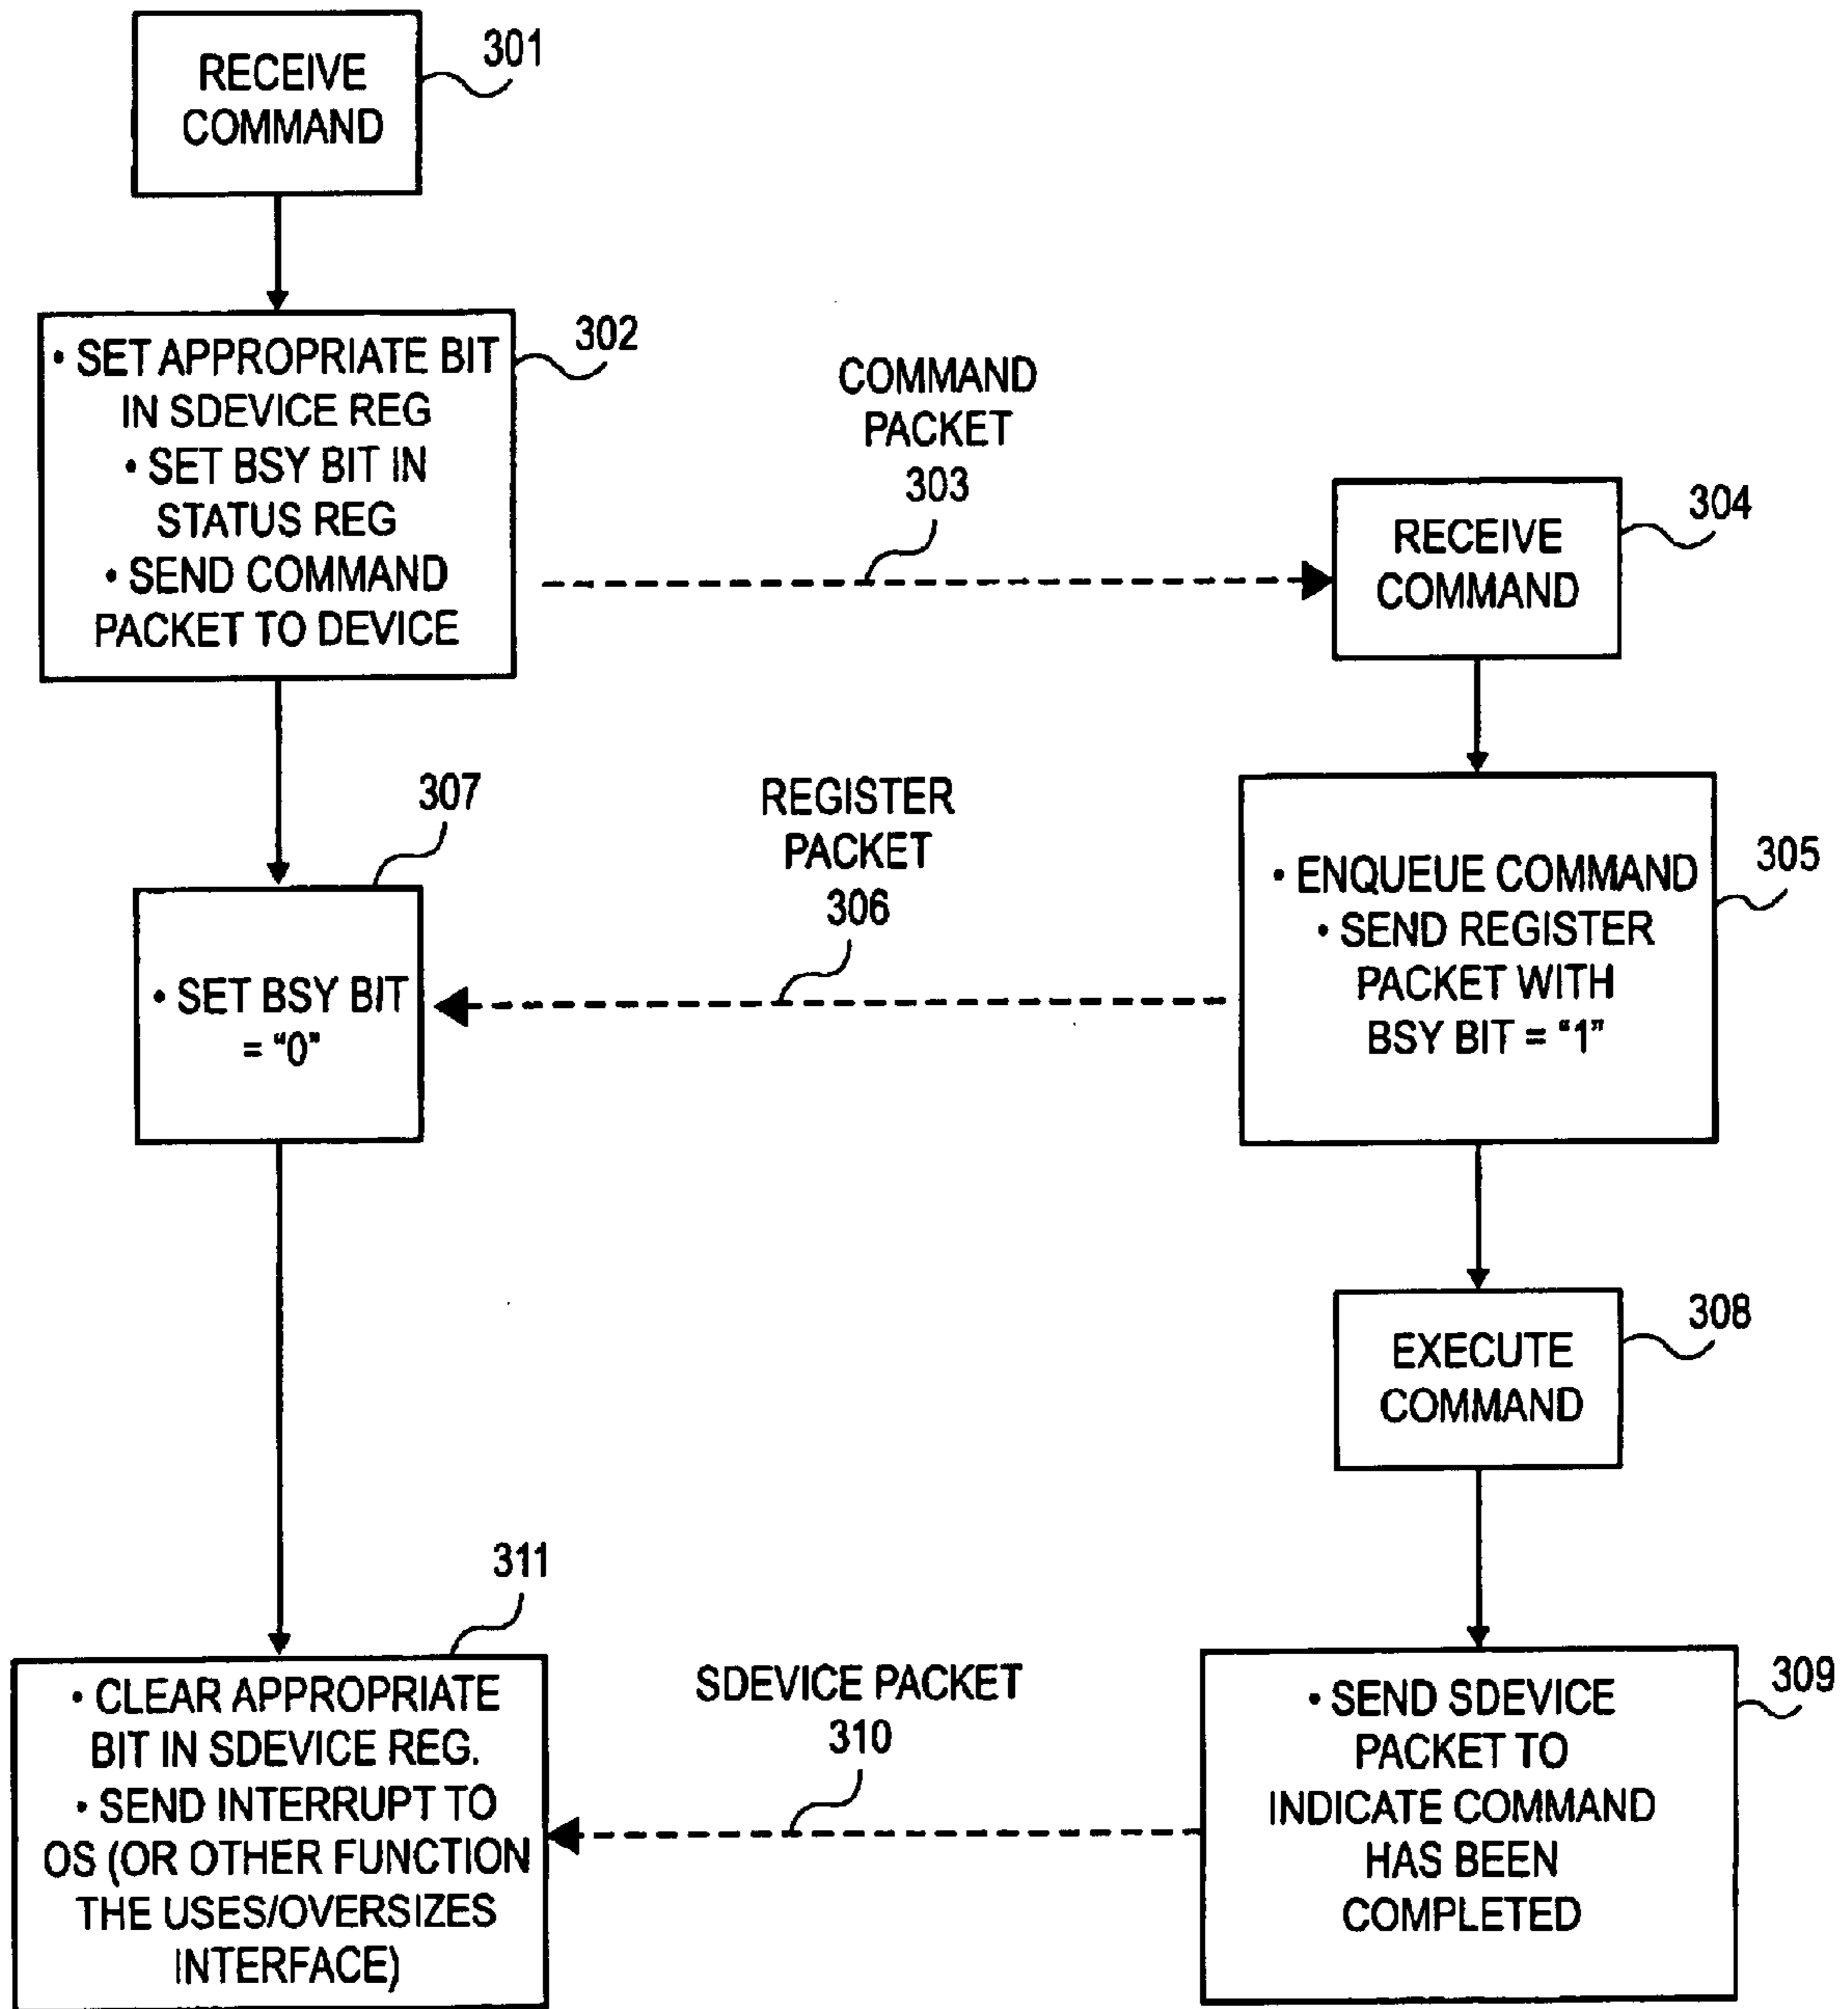 RECEIVE
COMMAND
301
• SET APPROPRIATE BIT
IN SDEVICE REG
• SET BSY BIT IN
STATUS REG
• SEND COMMAND
PACKET TO DEVICE
302
COMMAND
PACKET
303
RECEIVE
COMMAND
304
• ENQUEUE COMMAND
• SEND REGISTER
PACKET WITH
BSY BIT = “1”
305
REGISTER
PACKET
306
307
• SET BSY BIT
= “0”
EXECUTE
COMMAND
308
• SEND SDEVICE
PACKET TO
INDICATE COMMAND
HAS BEEN
COMPLETED
309
SDEVICE PACKET
310
311
• CLEAR APPROPRIATE
BIT IN SDEVICE REG.
• SEND INTERRUPT TO
OS (OR OTHER FUNCTION
THE USES/OVERSIZES
INTERFACE)